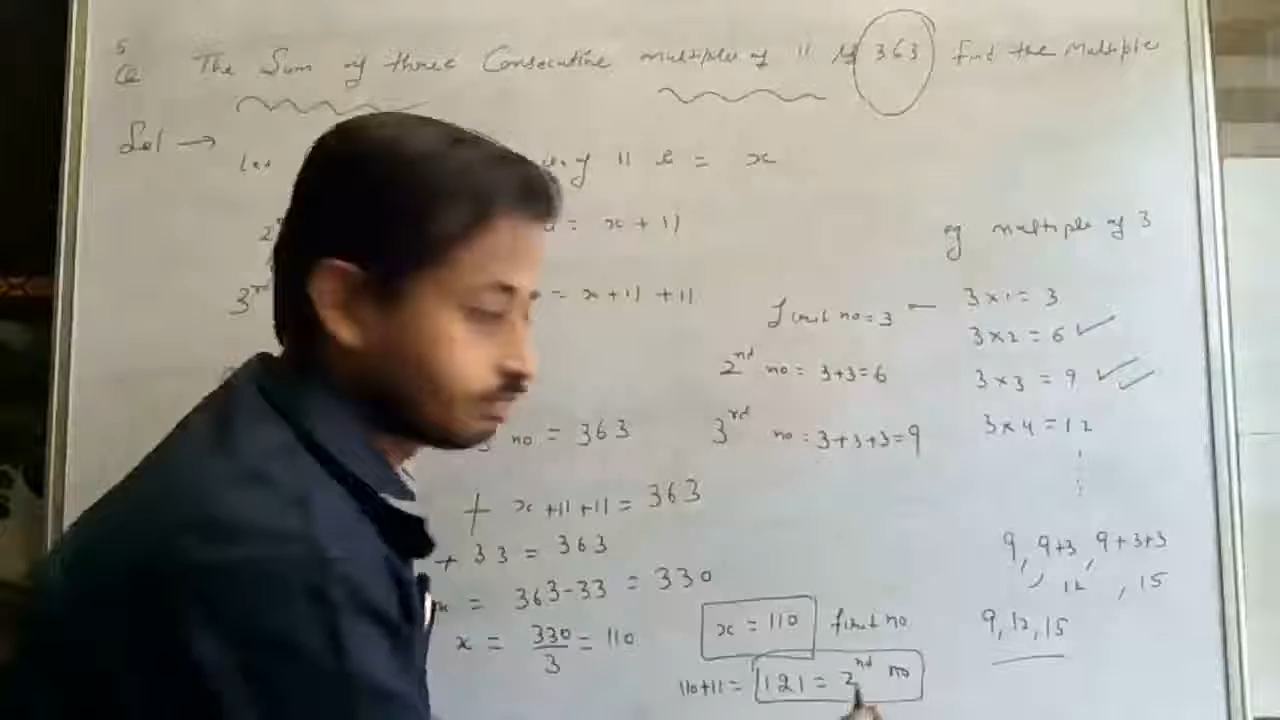 5
Q The Sum of three Consecutive multiple of 11 is 363 find the Multiple
Sol →
Let of 11 be = x
2 = x + 11
3rd = x + 11 + 11
no = 363
+ x + 11 + 11 = 363
+ 33 = 363
x = 363 - 33 = 330
x = 330/3 = 110
x = 110 first no
110 + 11 = 121 = 2nd no
eg multiple of 3
3 x 1 = 3
3 x 2 = 6
3 x 3 = 9
3 x 4 = 12
first no = 3
2nd no = 3+3 = 6
3rd no = 3+3+3 = 9
9, 9+3, 9+3+3
, 12 , 15
9, 12, 15